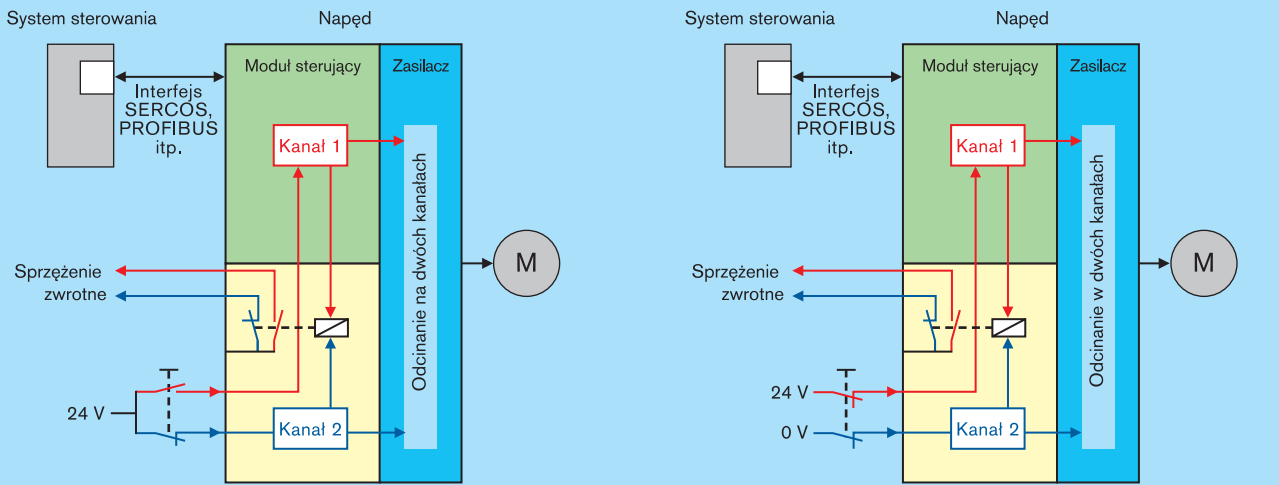 System sterowania
Napęd
Moduł sterujący
Zasilacz
Interfejs
SERCOS,
PROFIBUS
itp.
Kanał 1
Odcinanie na dwóch kanałach
M
Sprzężenie
zwrotne
24 V
Kanał 2
System sterowania
Napęd
Moduł sterujący
Zasilacz
Interfejs
SERCOS,
PROFIBUS
itp.
Kanał 1
Odcinanie w dwóch kanałach
M
Sprzężenie
zwrotne
24 V
0 V
Kanał 2